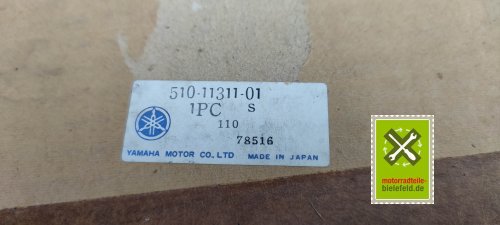 510-11311-01
1PC S
110
78516
YAMAHA MOTOR CO., LTD MADE IN JAPAN
motorradteile-
bielefeld.de